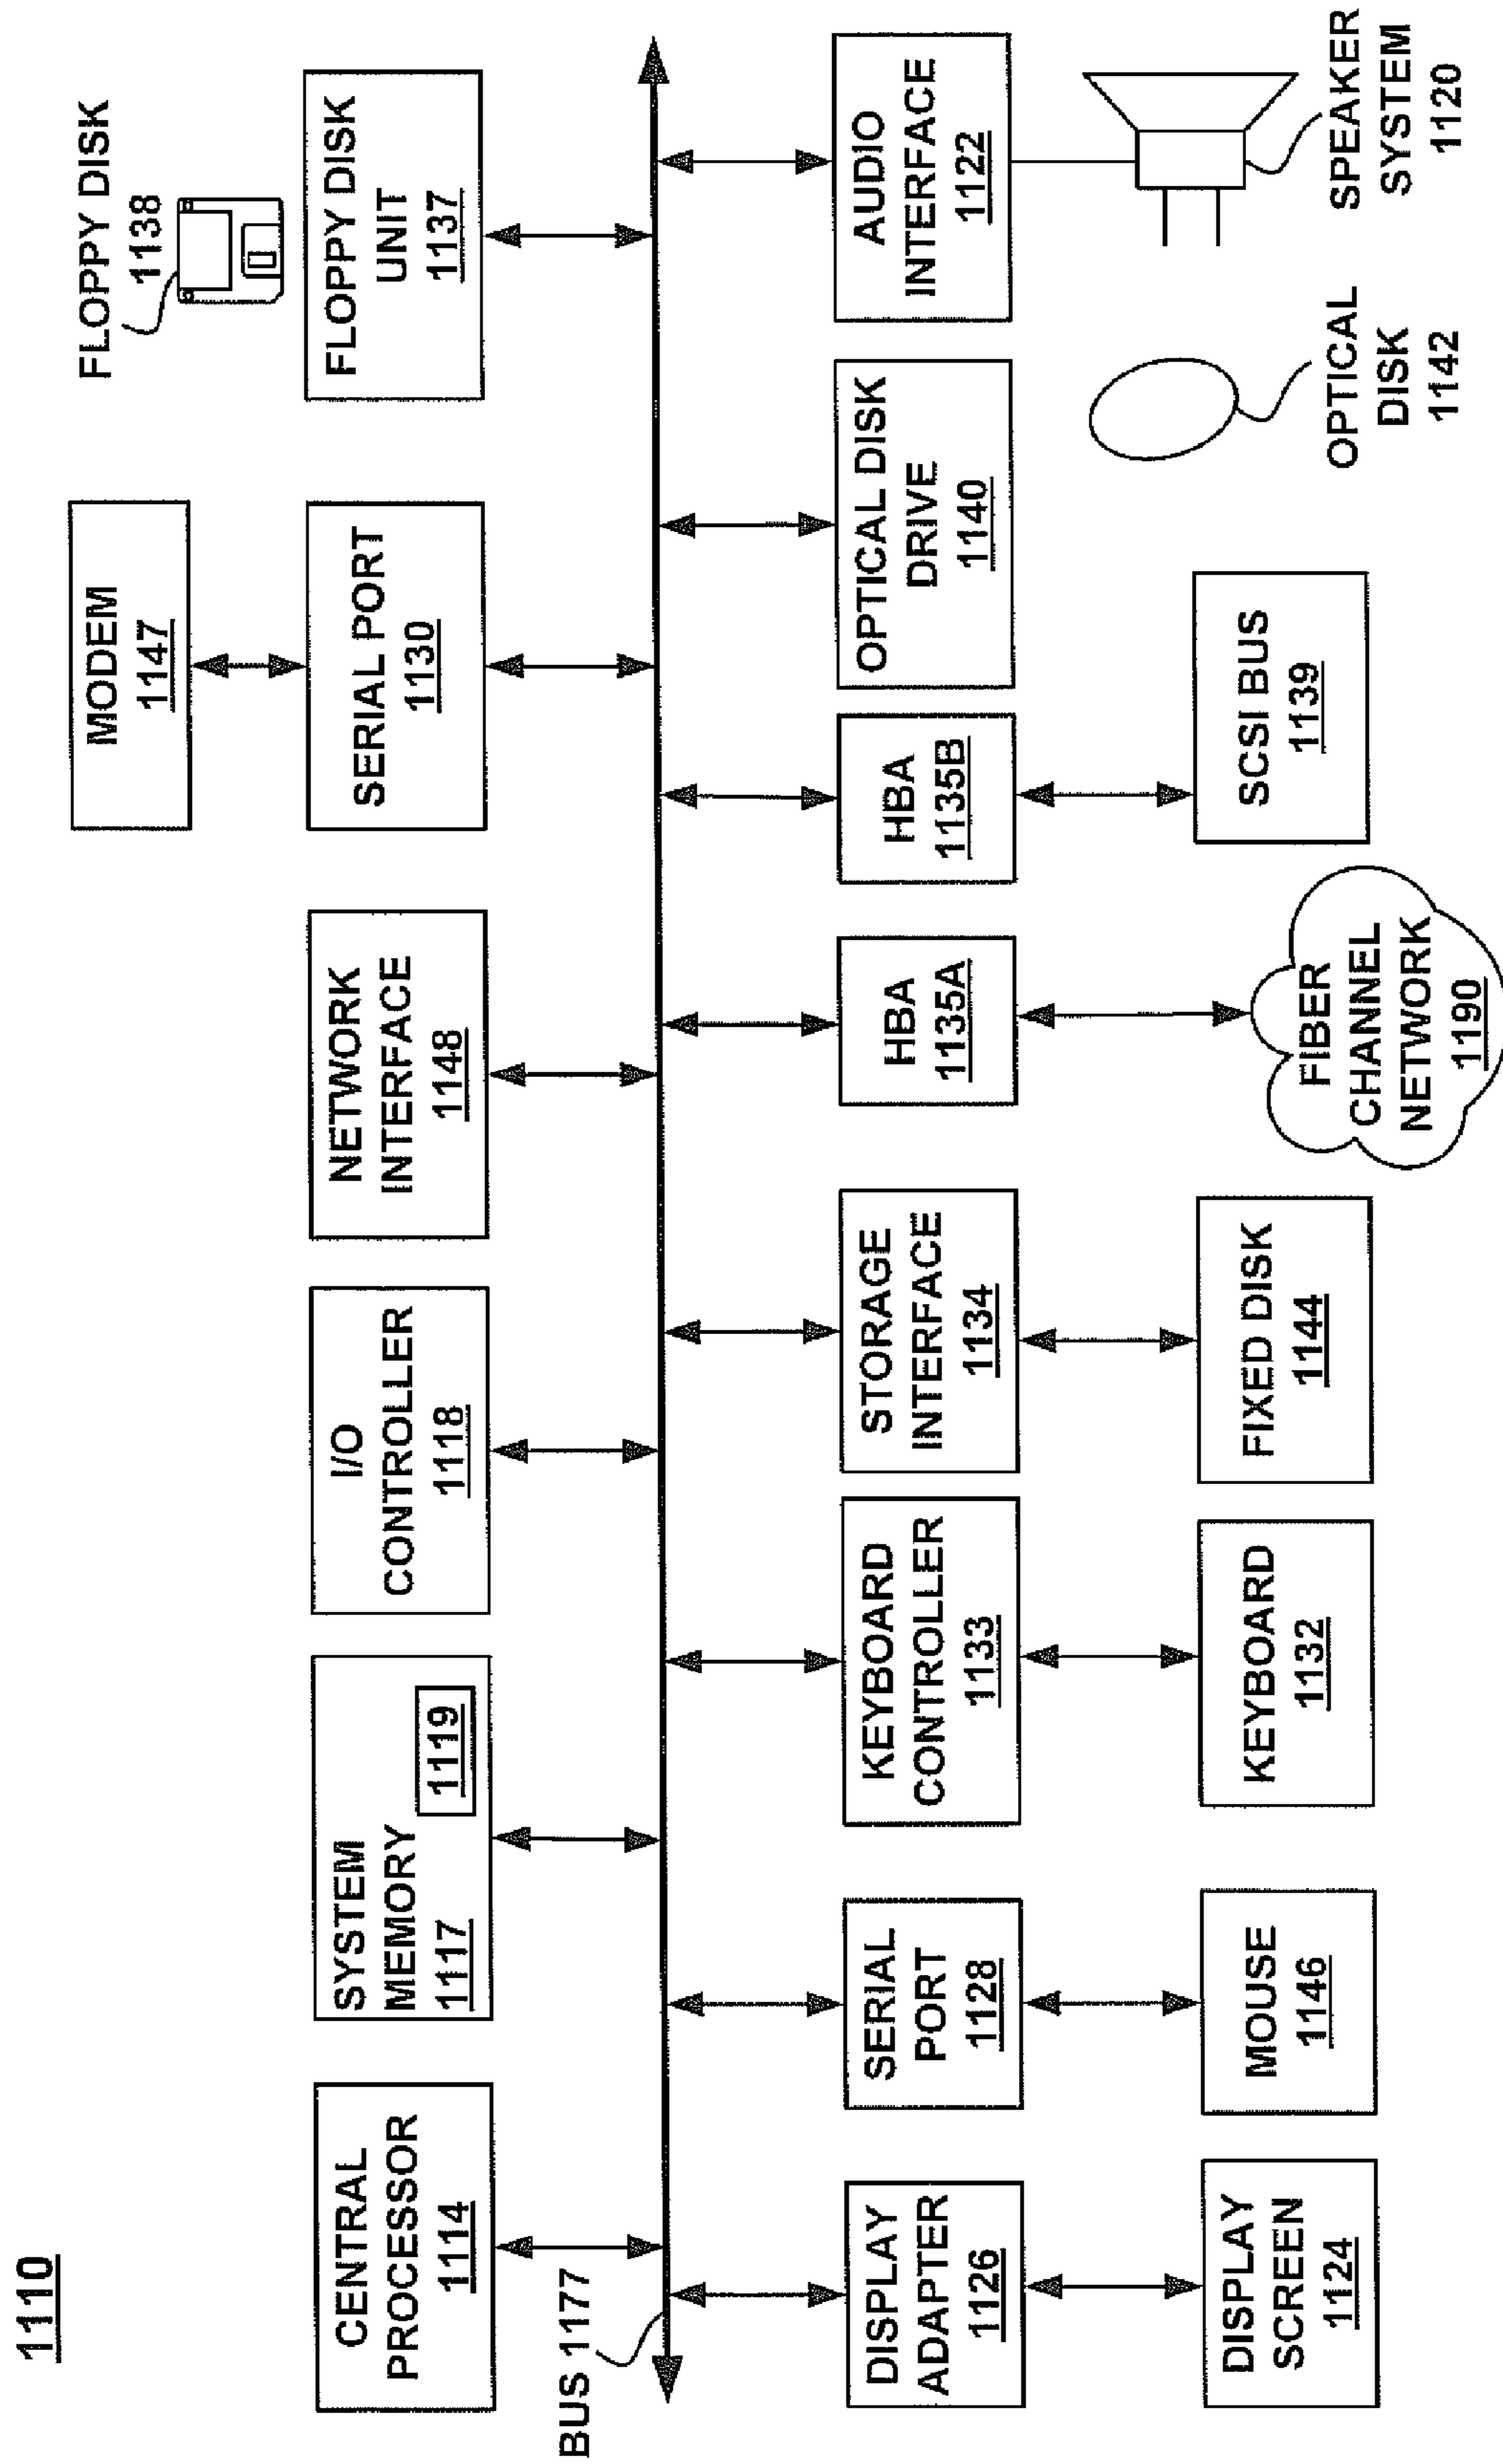 1110
CENTRAL
PROCESSOR
1114
SYSTEM
MEMORY
1117
1119
I/O
CONTROLLER
1118
NETWORK
INTERFACE
1148
MODEM
1147
SERIAL PORT
1130
FLOPPY DISK
1138
FLOPPY DISK
UNIT
1137
BUS 1177
DISPLAY
ADAPTER
1126
SERIAL
PORT
1128
KEYBOARD
CONTROLLER
1133
STORAGE
INTERFACE
1134
HBA
1135A
HBA
1135B
OPTICAL DISK
DRIVE
1140
AUDIO
INTERFACE
1122
DISPLAY
SCREEN
1124
MOUSE
1146
KEYBOARD
1132
FIXED DISK
1144
FIBER
CHANNEL
NETWORK
1190
SCSI BUS
1139
OPTICAL
DISK
1142
SPEAKER
SYSTEM
1120